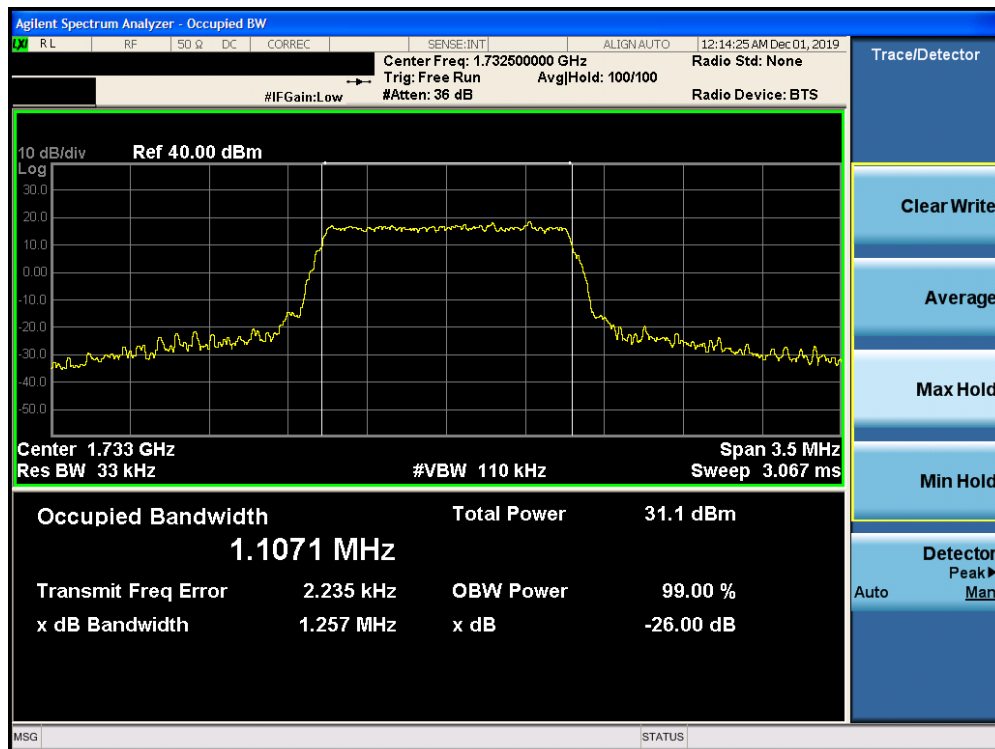 Agilent Spectrum Analyzer - Occupied BW
LXI RL RF 50 Ω DC CORREC SENSE:INT ALIGN AUTO 12:14:25 AM Dec 01, 2019
Center Freq: 1.732500000 GHz Radio Std: None
Trig: Free Run Avg|Hold: 100/100
#IFGain:Low #Atten: 36 dB Radio Device: BTS
10 dB/div Ref 40.00 dBm
Log
30.0
20.0
10.0
0.00
-10.0
-20.0
-30.0
-40.0
-50.0
Center 1.733 GHz Span 3.5 MHz
Res BW 33 kHz #VBW 110 kHz Sweep 3.067 ms
Occupied Bandwidth Total Power 31.1 dBm
1.1071 MHz
Transmit Freq Error 2.235 kHz OBW Power 99.00 %
x dB Bandwidth 1.257 MHz x dB -26.00 dB
Trace/Detector
Clear Write
Average
Max Hold
Min Hold
Detector
Peak▶
Auto Man
MSG STATUS